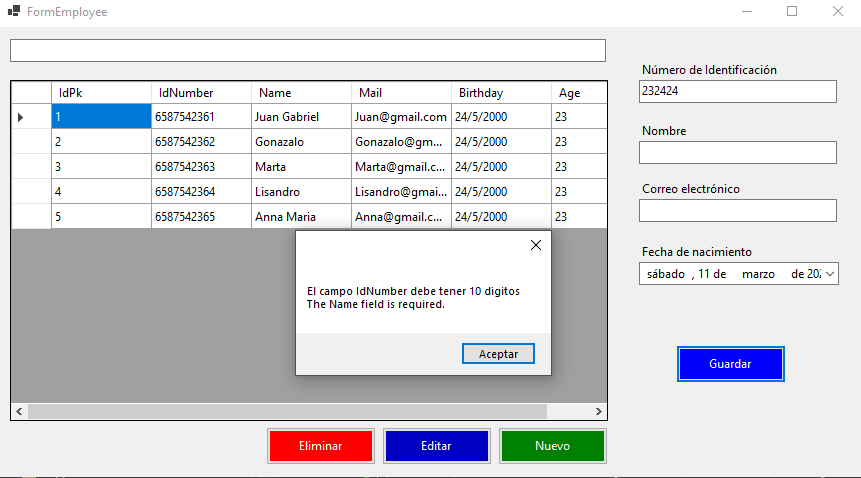 FormEmployee
IdPk IdNumber Name Mail Birthday Age
1 6587542361 Juan Gabriel Juan@gmail.com 24/5/2000 23
2 6587542362 Gonazalo Gonazalo@gm... 24/5/2000 23
3 6587542363 Marta Marta@gmail.c... 24/5/2000 23
4 6587542364 Lisandro Lisandro@gmai... 24/5/2000 23
5 6587542365 Anna Maria Anna@gmail.c... 24/5/2000 23
El campo IdNumber debe tener 10 digitos
The Name field is required.
Aceptar
Eliminar Editar Nuevo
Número de Identificación
232424
Nombre
Correo electrónico
Fecha de nacimiento
sábado , 11 de marzo de
Guardar